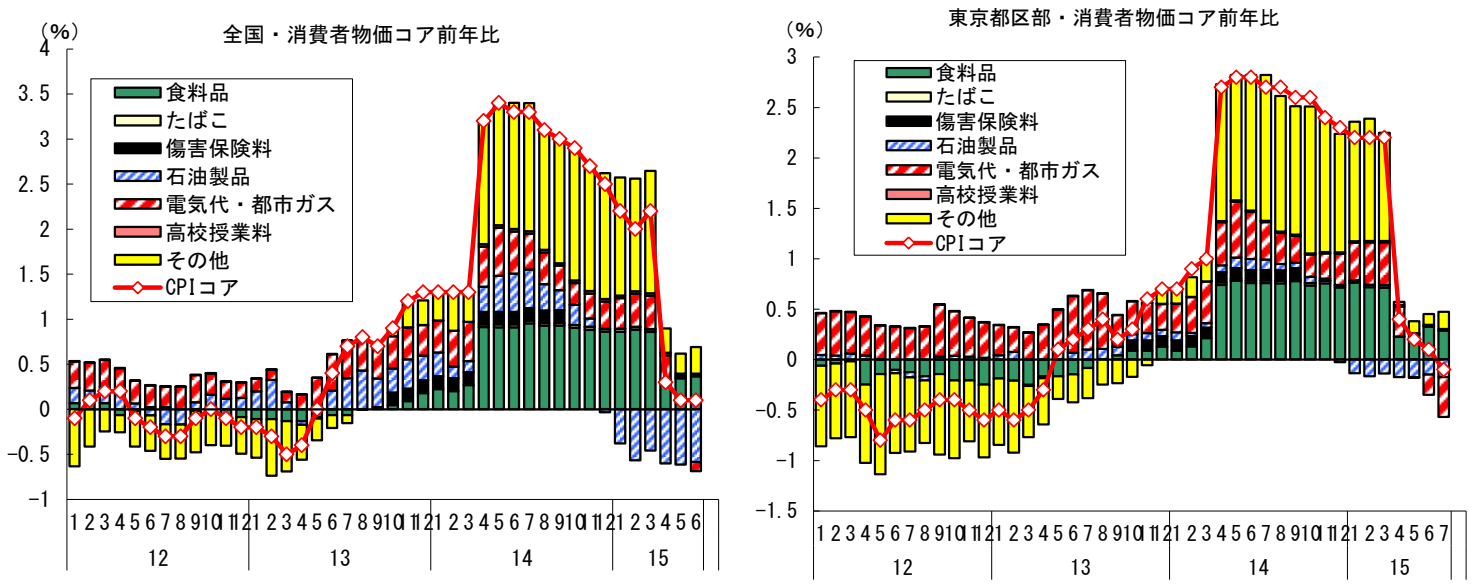 (%)
全国・消費者物価コア前年比
4
3.5
3
2.5
2
1.5
1
0.5
0
-0.5
-1
食料品
たばこ
傷害保険料
石油製品
電気代・都市ガス
高校授業料
その他
CPIコア
1 2 3 4 5 6 7 8 9 10 11 12 1 2 3 4 5 6 7 8 9 10 11 12 1 2 3 4 5 6 7 8 9 10 11 12 1 2 3 4 5 6
12 13 14 15
(%)
東京都区部・消費者物価コア前年比
3
2.5
2
1.5
1
0.5
0
-0.5
-1
-1.5
食料品
たばこ
傷害保険料
石油製品
電気代・都市ガス
高校授業料
その他
CPIコア
1 2 3 4 5 6 7 8 9 10 11 12 1 2 3 4 5 6 7 8 9 10 11 12 1 2 3 4 5 6 7 8 9 10 11 12 1 2 3 4 5 6 7
12 13 14 15